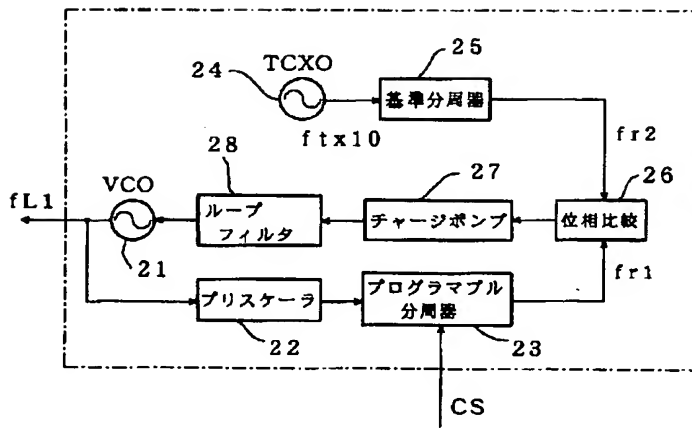 TCXO
24
25
基準分周器
ftx10
fr2
28
27
26
VCO
fL1
ループ
フィルタ
チャージポンプ
位相比較
21
fr1
プリスケーラ
プログラマブル
分周器
22
23
CS